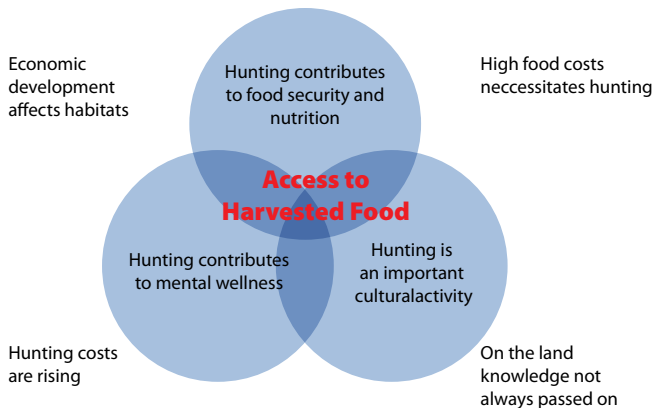 Economic
development
affects habitats
Hunting contributes
to food security and
nutrition
High food costs
neccessitates hunting
Access to
Harvested Food
Hunting contributes
to mental wellness
Hunting is
an important
culturalactivity
Hunting costs
are rising
On the land
knowledge not
always passed on